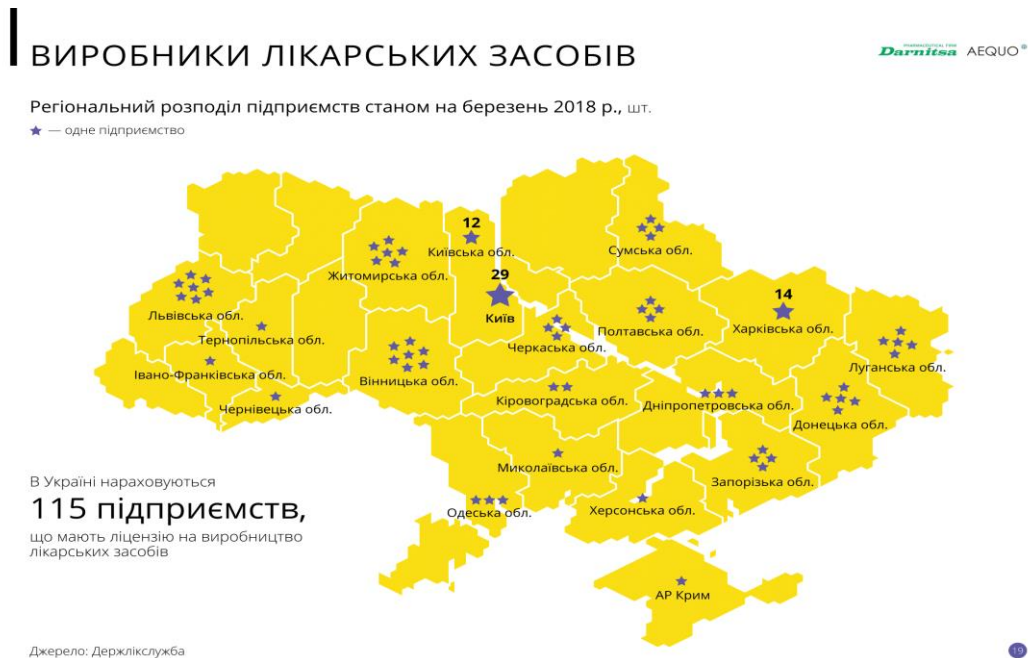 ВИРОБНИКИ ЛІКАРСЬКИХ ЗАСОБІВ
PHARMACEUTICAL FIRM
Darnitsa AEQUO
Регіональний розподіл підприємств станом на березень 2018 р., шт.
— одне підприємство
12
Київська обл.
Сумська обл.
Житомирська обл.
29
Київ
14
Харківська обл.
Львівська обл.
Тернопільська обл.
Полтавська обл.
Черкаська обл.
Луганська обл.
Івано-Франківська обл.
Вінницька обл.
Чернівецька обл.
Кіровоградська обл.
Дніпропетровська обл.
Донецька обл.
Миколаївська обл.
Запорізька обл.
Одеська обл.
Херсонська обл.
АР Крим
В Україні нараховуються
115 підприємств,
що мають ліцензію на виробництво
лікарських засобів
Джерело: Держлікслужба
19